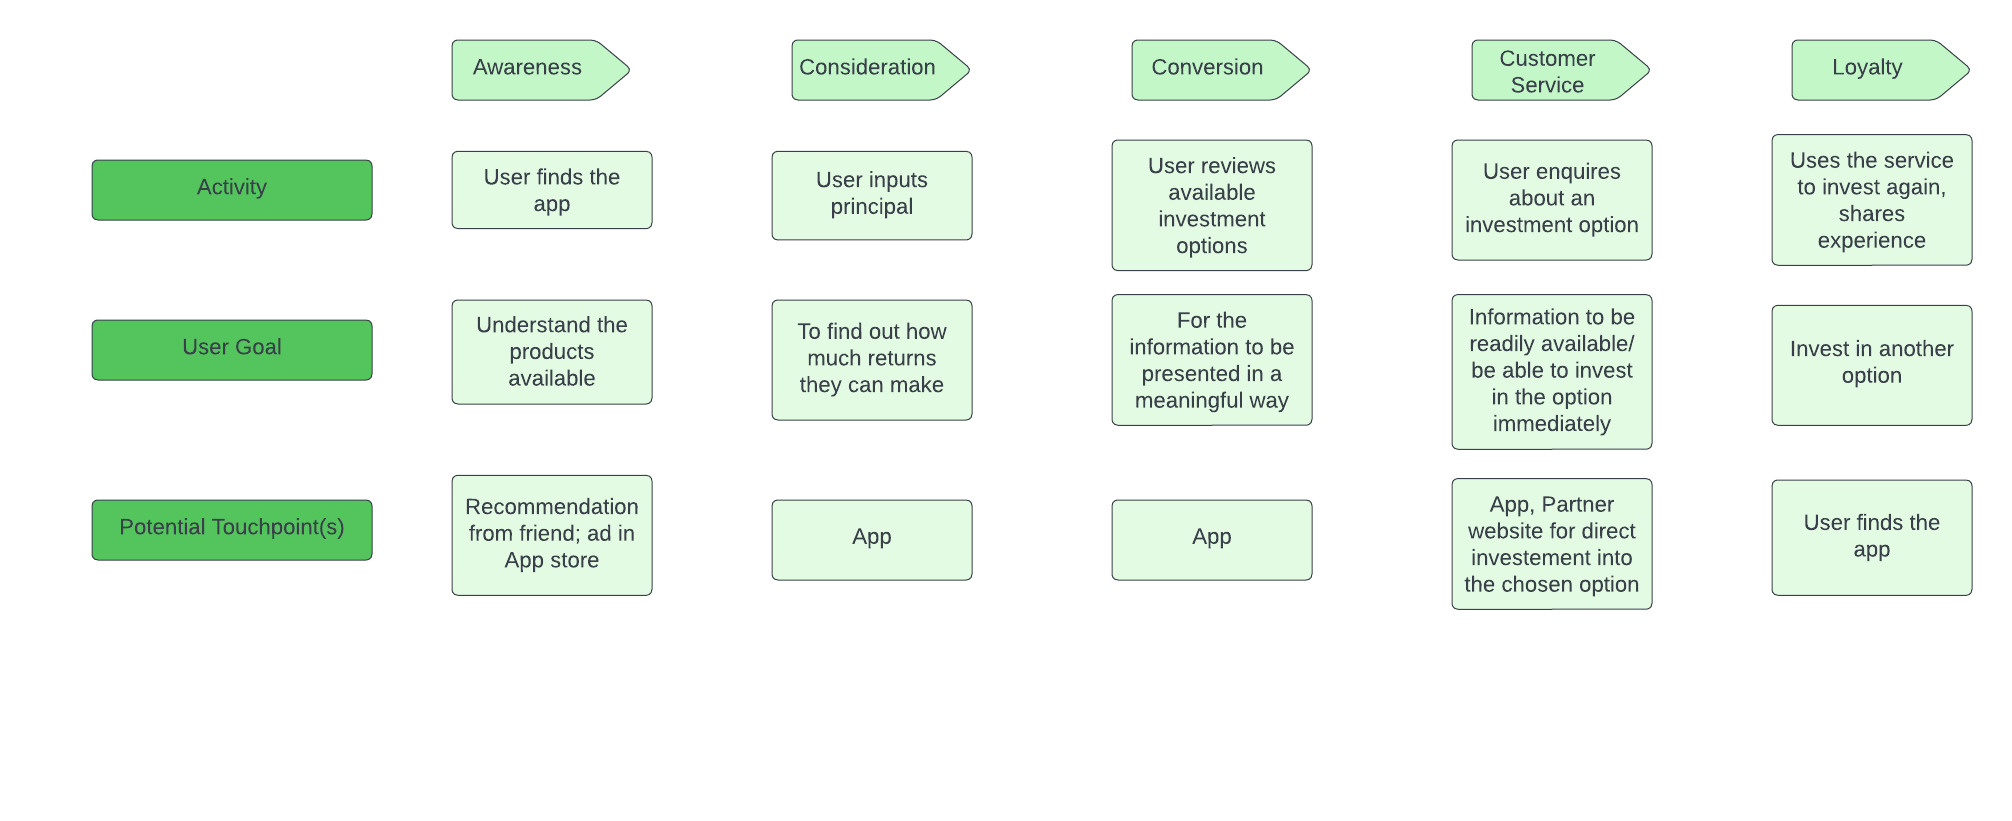 Awareness
Consideration
Conversion
Customer
Service
Loyalty
Activity
User finds the
app
User inputs
principal
User reviews
available
investment
options
User enquires
about an
investment option
Uses the service
to invest again,
shares
experience
User Goal
Understand the
products
available
To find out how
much returns
they can make
For the
information to be
presented in a
meaningful way
Information to be
readily available/
be able to invest
in the option
immediately
Invest in another
option
Potential Touchpoint(s)
Recommendation
from friend; ad in
App store
App
App
App, Partner
website for direct
investement into
the chosen option
User finds the
app